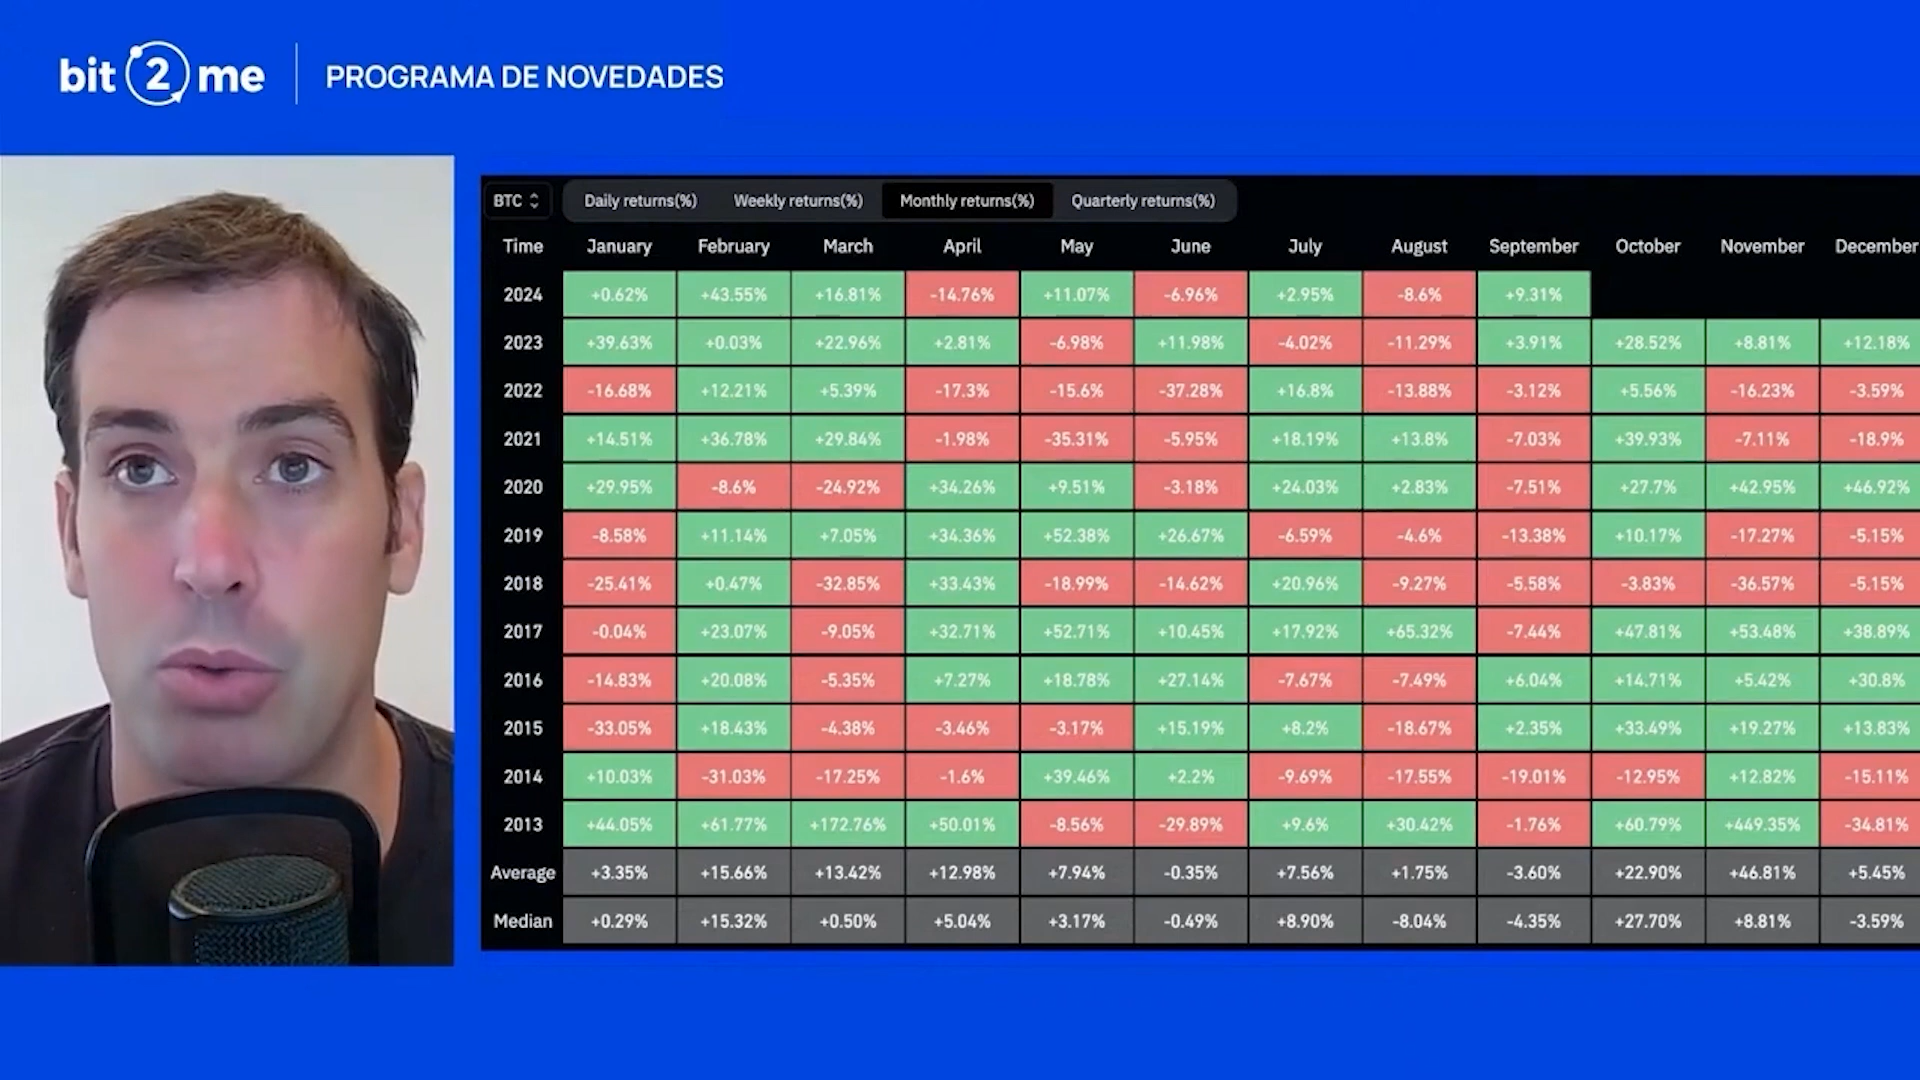 bit 2 me PROGRAMA DE NOVEDADES
BTC Daily returns(%) Weekly returns(%) Monthly returns(%) Quarterly returns(%)
Time January February March April May June July August September October November December
2024 +0.62% +43.55% +16.81% -14.76% +11.07% -6.96% +2.95% -8.6% +9.31%
2023 +39.63% +0.03% +22.96% +2.81% -6.98% +11.98% -4.02% -11.29% +3.91% +28.52% +8.81% +12.18%
2022 -16.68% +12.21% +5.39% -17.3% -15.6% -37.28% +16.8% -13.88% -3.12% +5.56% -16.23% -3.59%
2021 +14.51% +36.78% +29.84% -1.98% -35.31% -5.95% +18.19% +13.8% -7.03% +39.93% -7.11% -18.9%
2020 +29.95% -8.6% -24.92% +34.26% +9.51% -3.18% +24.03% +2.83% -7.51% +27.7% +42.95% +46.92%
2019 -8.58% +11.14% +7.05% +34.36% +52.38% +26.67% -6.59% -4.6% -13.38% +10.17% -17.27% -5.15%
2018 -25.41% +0.47% -32.85% +33.43% -18.99% -14.62% +20.96% -9.27% -5.58% -3.83% -36.57% -5.15%
2017 -0.04% +23.07% -9.05% +32.71% +52.71% +10.45% +17.92% +65.32% -7.44% +47.81% +53.48% +38.89%
2016 -14.83% +20.08% -5.35% +7.27% +18.78% +27.14% -7.67% -7.49% +6.04% +14.71% +5.42% +30.8%
2015 -33.05% +18.43% -4.38% -3.46% -3.17% +15.19% +8.2% -18.67% +2.35% +33.49% +19.27% +13.83%
2014 +10.03% -31.03% -17.25% -1.6% +39.46% +2.2% -9.69% -17.55% -19.01% -12.95% +12.82% -15.11%
2013 +44.05% +61.77% +172.76% +50.01% -8.56% -29.89% +9.6% +30.42% -1.76% +60.79% +449.35% -34.81%
Average +3.35% +15.66% +13.42% +12.98% +7.94% -0.35% +7.56% +1.75% -3.60% +22.90% +46.81% +5.45%
Median +0.29% +15.32% +0.50% +5.04% +3.17% -0.49% +8.90% -8.04% -4.35% +27.70% +8.81% -3.59%